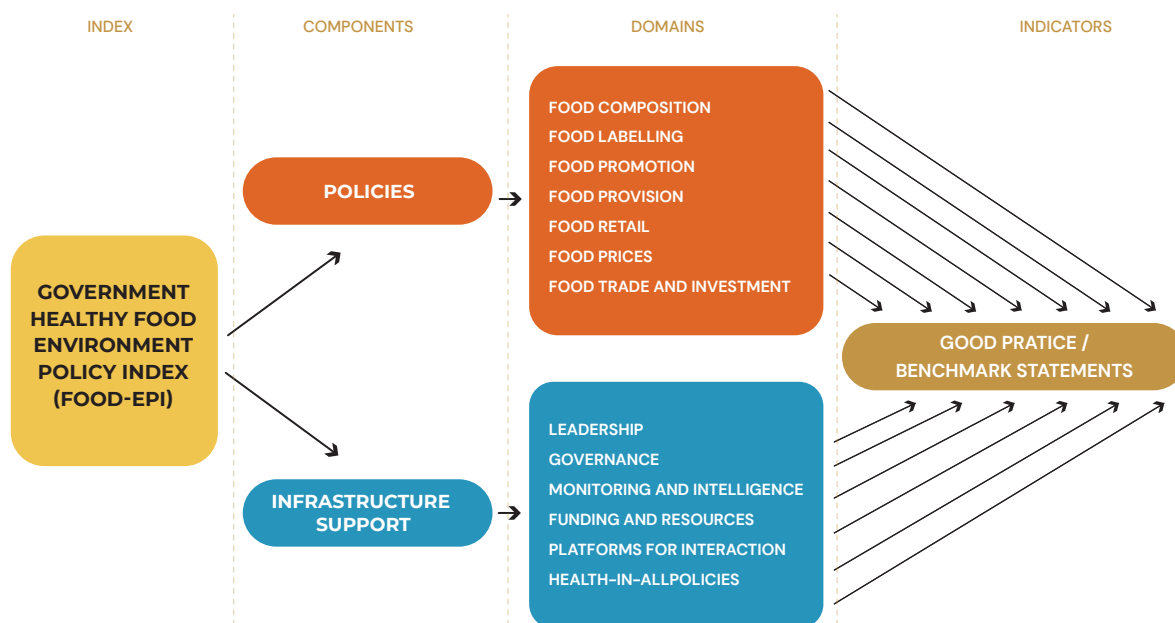 INDEX
COMPONENTS
DOMAINS
INDICATORS
GOVERNMENT
HEALTHY FOOD
ENVIRONMENT
POLICY INDEX
(FOOD-EPI)
POLICIES
INFRASTRUCTURE
SUPPORT
FOOD COMPOSITION
FOOD LABELLING
FOOD PROMOTION
FOOD PROVISION
FOOD RETAIL
FOOD PRICES
FOOD TRADE AND INVESTMENT
LEADERSHIP
GOVERNANCE
MONITORING AND INTELLIGENCE
FUNDING AND RESOURCES
PLATFORMS FOR INTERACTION
HEALTH-IN-ALLPOLICIES
GOOD PRATICE /
BENCHMARK STATEMENTS